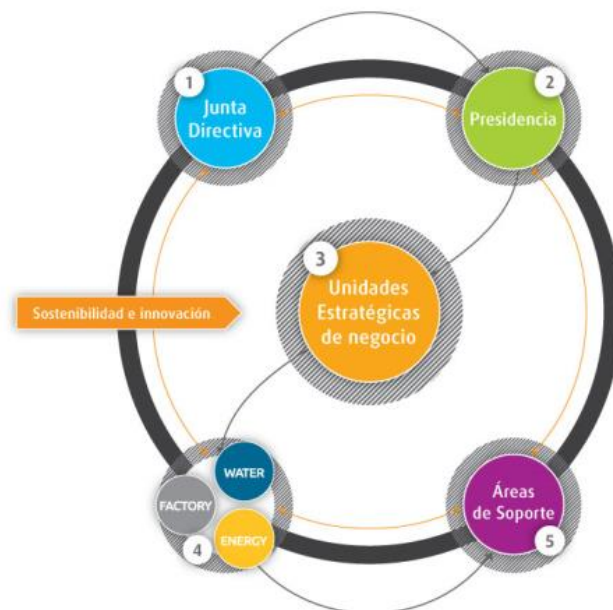 1
Junta
Directiva
2
Presidencia
3
Unidades
Estratégicas
de negocio
Sostenibilidad e innovación
WATER
FACTORY
ENERGY
4
Áreas
de Soporte
5